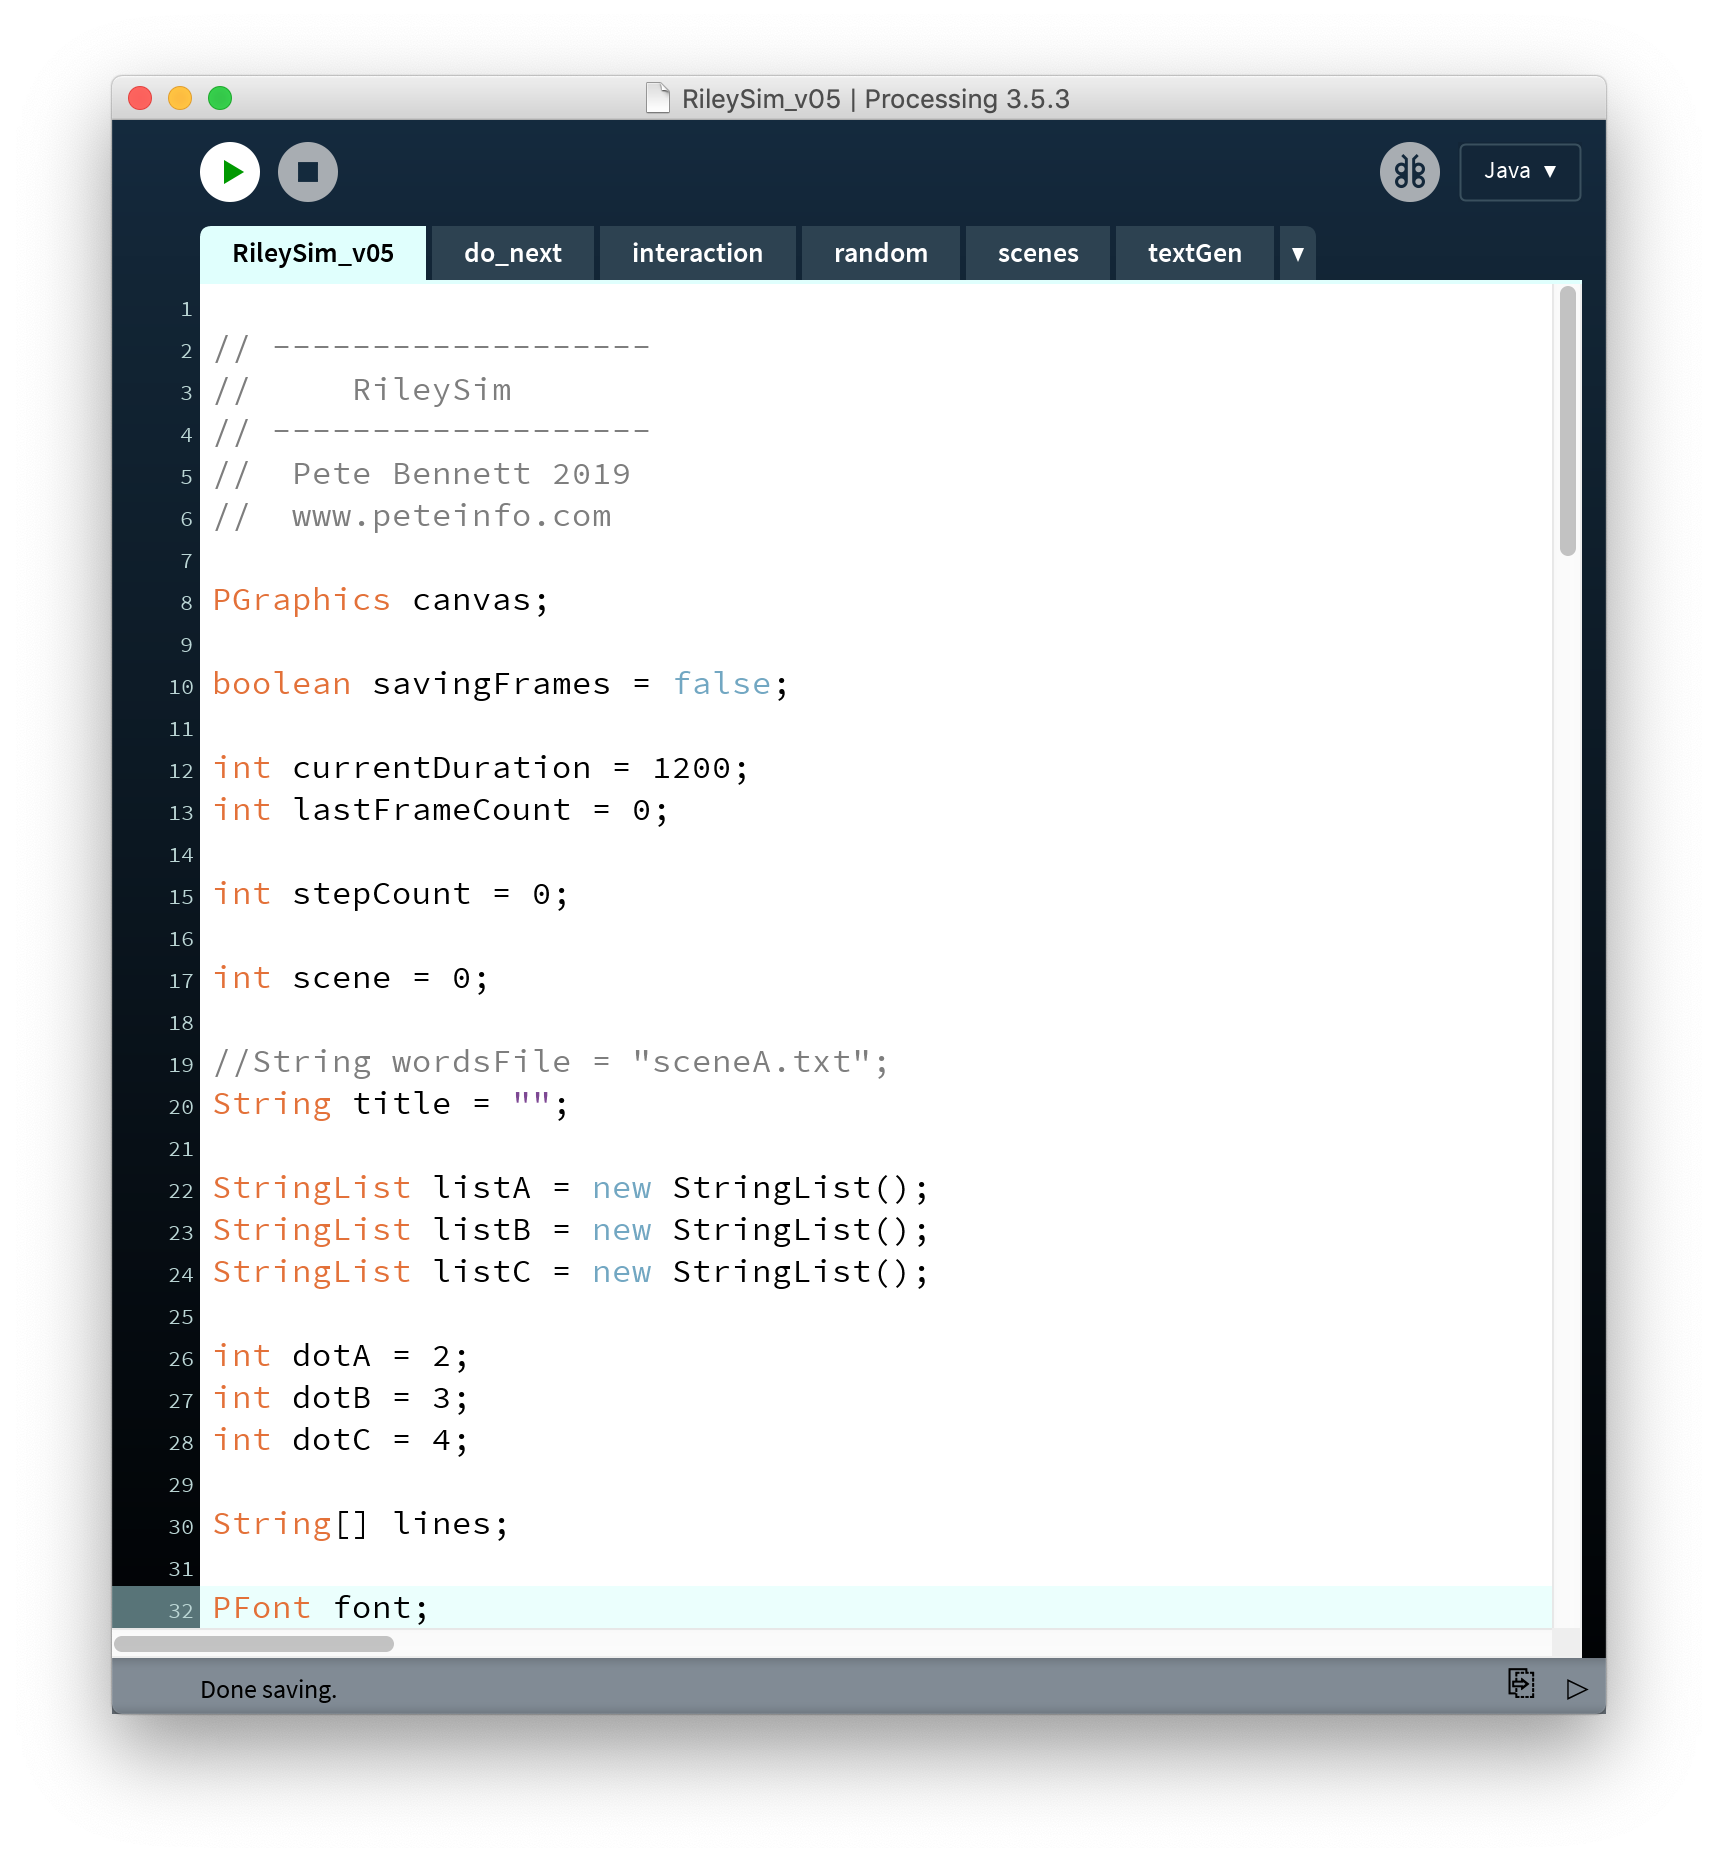 RileySim_v05 | Processing 3.5.3
Java ▼
RileySim_v05 do_next interaction random scenes textGen ▼
1
2 // -------------------
3 //     RileySim
4 // -------------------
5 //  Pete Bennett 2019
6 //  www.peteinfo.com
7
8 PGraphics canvas;
9
10 boolean savingFrames = false;
11
12 int currentDuration = 1200;
13 int lastFrameCount = 0;
14
15 int stepCount = 0;
16
17 int scene = 0;
18
19 //String wordsFile = "sceneA.txt";
20 String title = "";
21
22 StringList listA = new StringList();
23 StringList listB = new StringList();
24 StringList listC = new StringList();
25
26 int dotA = 2;
27 int dotB = 3;
28 int dotC = 4;
29
30 String[] lines;
31
32 PFont font;
Done saving.